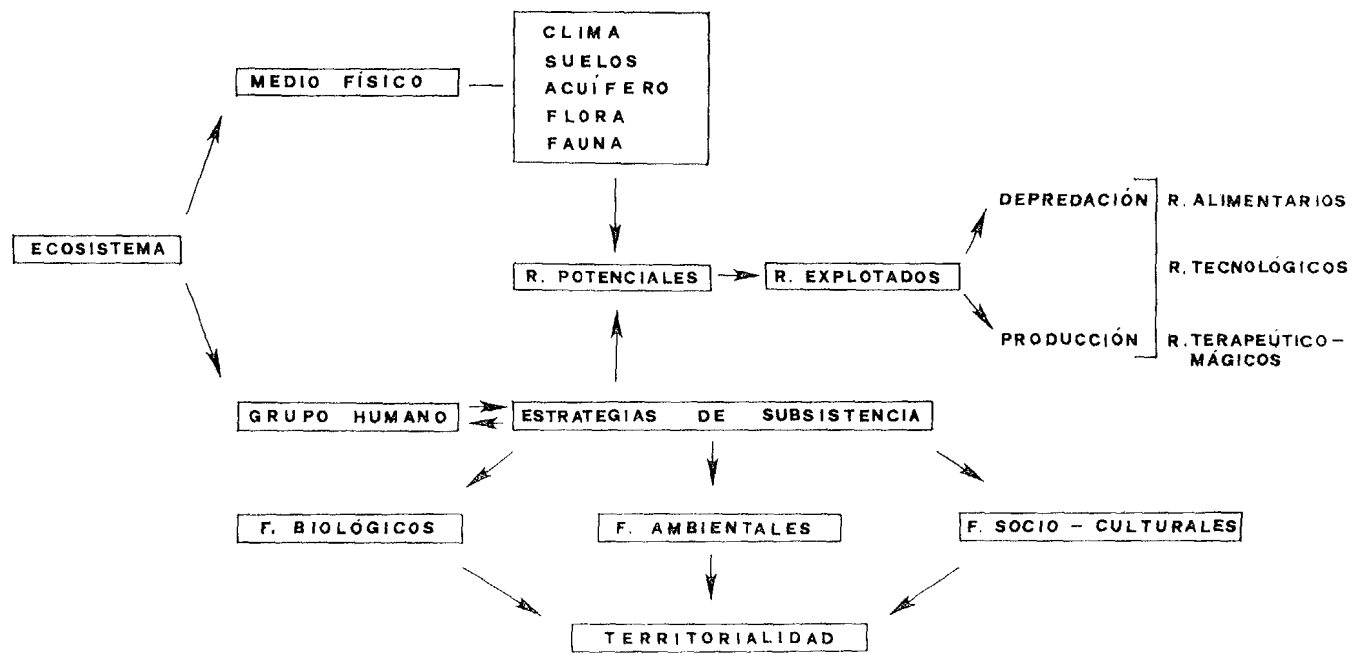 CLIMA
SUELOS
MEDIO FÍSICO
ACUÍFERO
FLORA
FAUNA
DEPREDACIÓN
R. ALIMENTARIOS
ECOSISTEMA
R. POTENCIALES
R. EXPLOTADOS
R. TECNOLÓGICOS
PRODUCCIÓN
R. TERAPEÚTICO-
MÁGICOS
GRUPO HUMANO
ESTRATEGIAS DE SUBSISTENCIA
F. BIOLÓGICOS
F. AMBIENTALES
F. SOCIO - CULTURALES
TERRITORIALIDAD